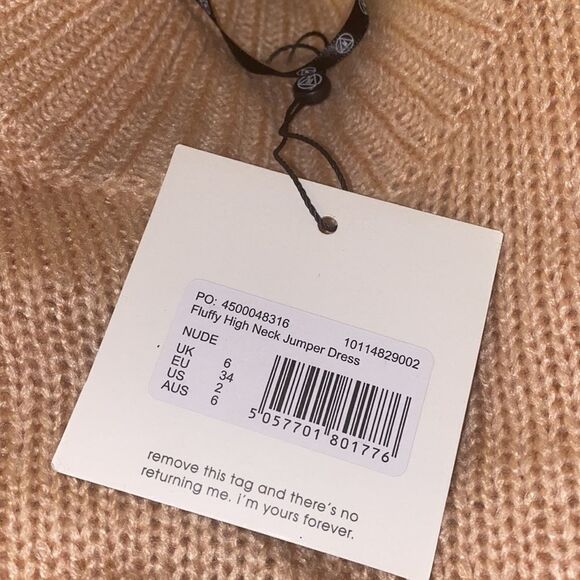 PO: 4500048316 10114829002
Fluffy High Neck Jumper Dress
NUDE
UK 6
EU 34
US 2
AUS 6
5 057701 801776
remove this tag and there's no
returning me. i'm yours forever.